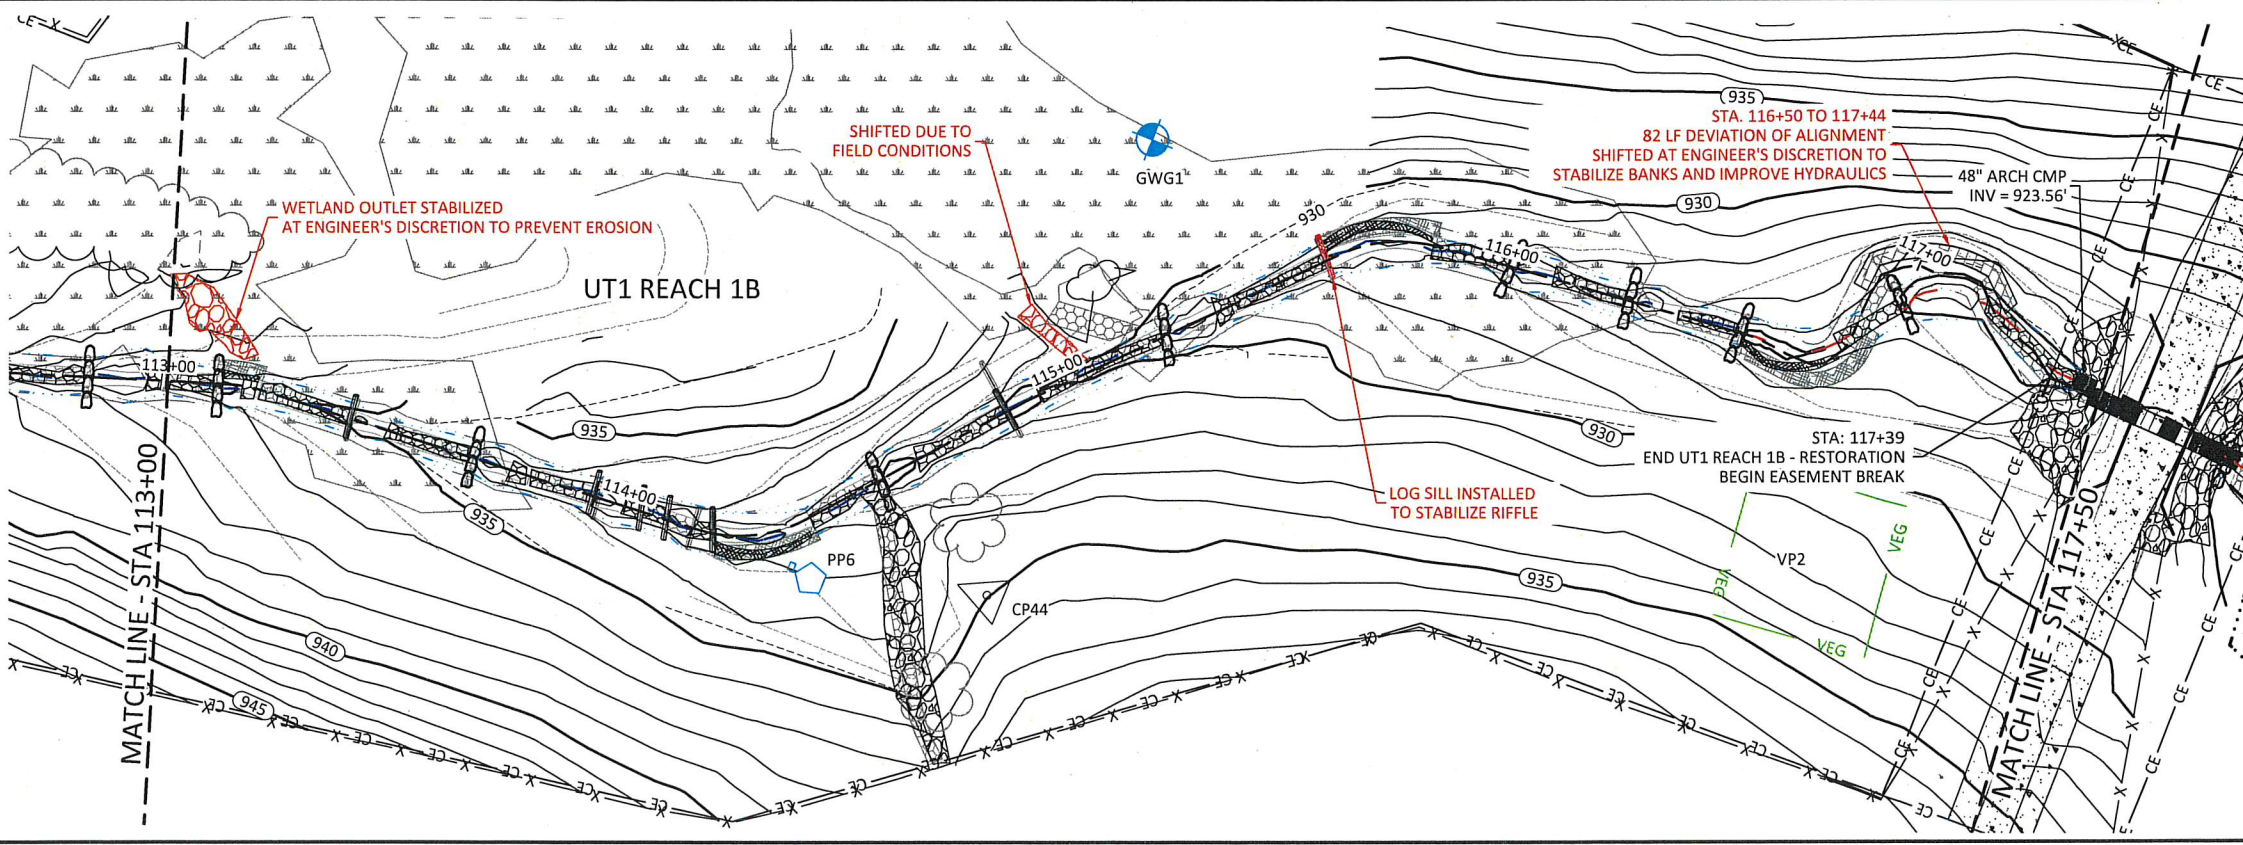 CE-X
XCE
CE
935
STA. 116+50 TO 117+44
82 LF DEVIATION OF ALIGNMENT
SHIFTED AT ENGINEER'S DISCRETION TO
STABILIZE BANKS AND IMPROVE HYDRAULICS
SHIFTED DUE TO
FIELD CONDITIONS
GWG1
48" ARCH CMP
INV = 923.56'
WETLAND OUTLET STABILIZED
AT ENGINEER'S DISCRETION TO PREVENT EROSION
930
930
117+00
116+00
UT1 REACH 1B
113+00
115+00
935
930
STA: 117+39
END UT1 REACH 1B - RESTORATION
BEGIN EASEMENT BREAK
114+00
935
LOG SILL INSTALLED
TO STABILIZE RIFFLE
PP6
CP44
935
VP2
VEG
VEG
VEG
940
945
MATCH LINE - STA 113+00
MATCH LINE - STA 117+50